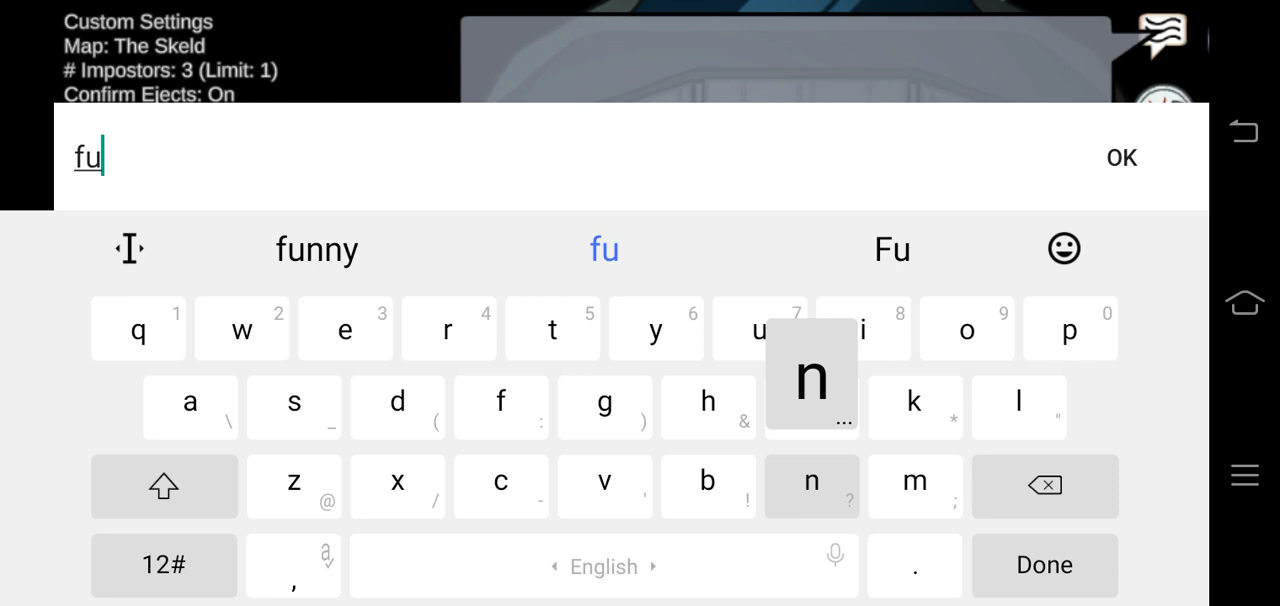 Custom Settings
Map: The Skeld
# Impostors: 3 (Limit: 1)
Confirm Ejects: On
fu
OK
funny fu Fu
q 1 w 2 e 3 r 4 t 5 y 6 u 7 i 8 o 9 p 0
n ...
a \ s _ d ( f : g ) h & k * l "
z @ x / c - v ' b ! n ? m ;
12# , a English . Done